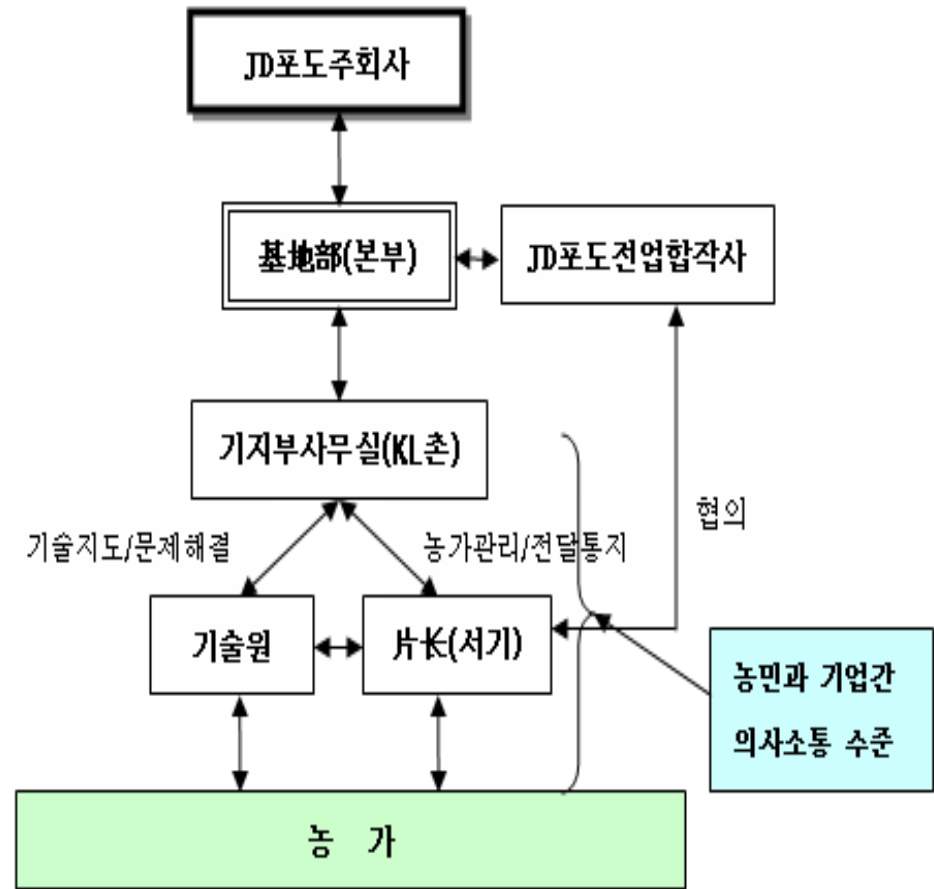 JD포도주회사
基地部(본부)
JD포도전업합작사
기지부사무실(KL촌)
협의
기술지도/문제해결
농가관리/전달통지
기술원
片长(서기)
농민과 기업간
의사소통 수준
농 가